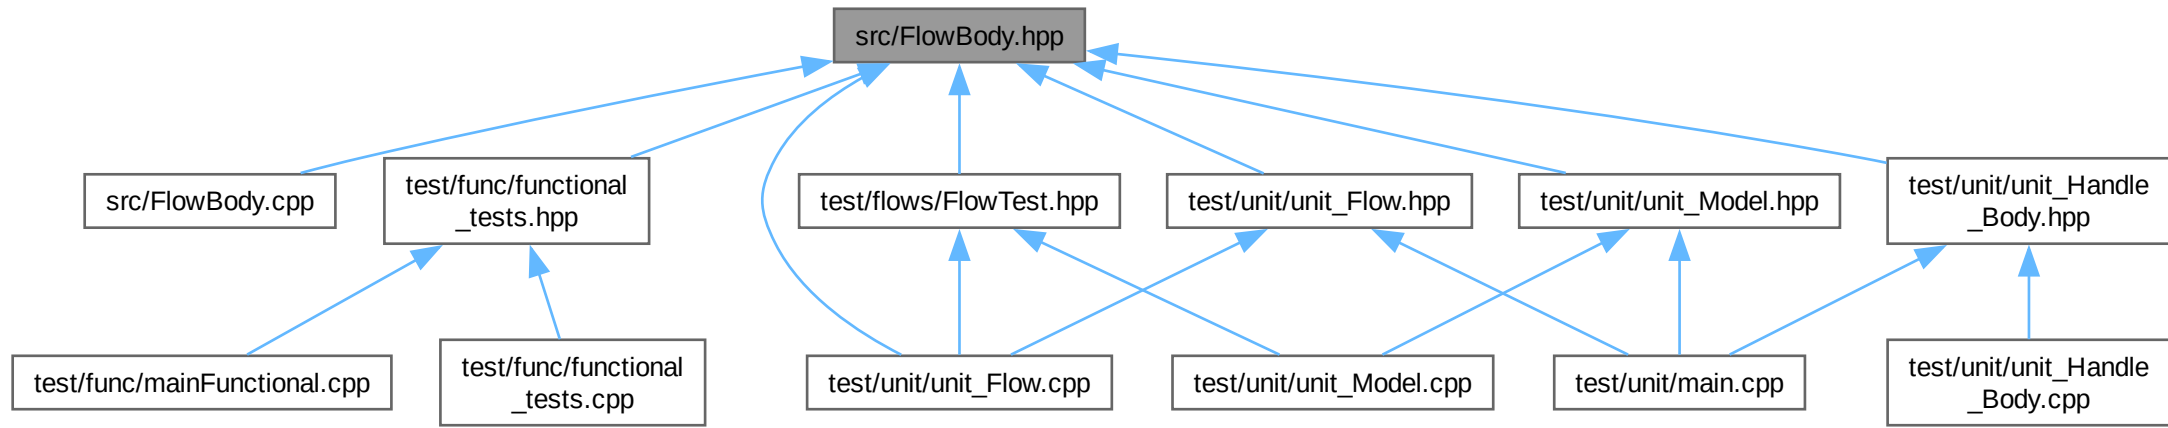 src/FlowBody.hpp
src/FlowBody.cpp
test/func/functional
_tests.hpp
test/flows/FlowTest.hpp
test/unit/unit_Flow.hpp
test/unit/unit_Model.hpp
test/unit/unit_Handle
_Body.hpp
test/func/mainFunctional.cpp
test/func/functional
_tests.cpp
test/unit/unit_Flow.cpp
test/unit/unit_Model.cpp
test/unit/main.cpp
test/unit/unit_Handle
_Body.cpp